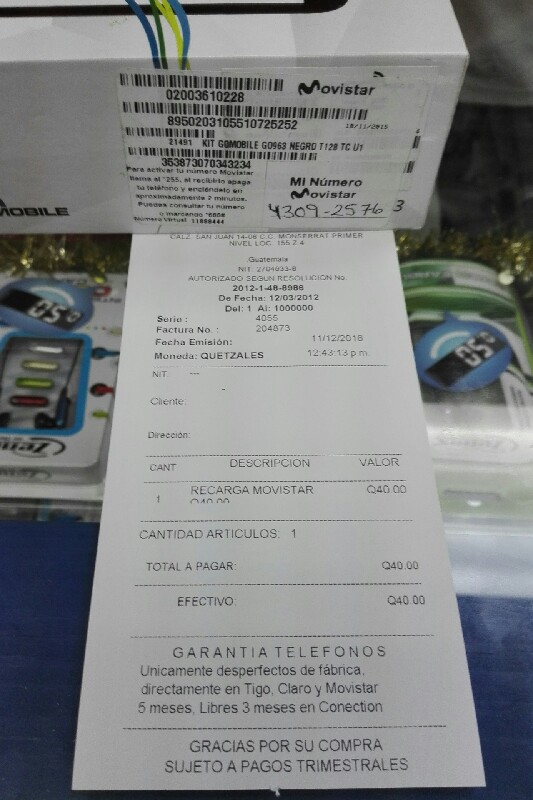 Movistar
02003610228
8950203105510725252
18/11/2015
21491 KIT GOMOBILE GO963 NEGRO T128 TC U1
353873070343234
Para activar tu número Movistar
llama al *255, al recibirlo apaga
tu teléfono y enciéndelo en
aproximadamente 2 minutos.
Puedes consultar tu número
o marcando *888#
Número Virtual 11888444
Mi Número
Movistar
4309-2576 3
MOBILE
CALZ. SAN JUAN 14-06 C.C. MONSERRAT PRIMER
NIVEL LOC. 155 Z.4
,Guatemala
NIT: 2704633-8
AUTORIZADO SEGUN RESOLUCION No.
2012-1-48-8986
De Fecha: 12/03/2012
Del: 1 Al: 1000000
Serie : 4055
Factura No. : 204873
Fecha Emisión: 11/12/2016
Moneda: QUETZALES 12:43:13 p.m.
NIT: ---
Cliente:
Dirección:
CANT DESCRIPCION VALOR
1 RECARGA MOVISTAR Q40.00
Q40.00
CANTIDAD ARTICULOS: 1
TOTAL A PAGAR: Q40.00
EFECTIVO: Q40.00
GARANTIA TELEFONOS
Unicamente desperfectos de fábrica,
directamente en Tigo, Claro y Movistar
5 meses, Libres 3 meses en Conection
GRACIAS POR SU COMPRA
SUJETO A PAGOS TRIMESTRALES